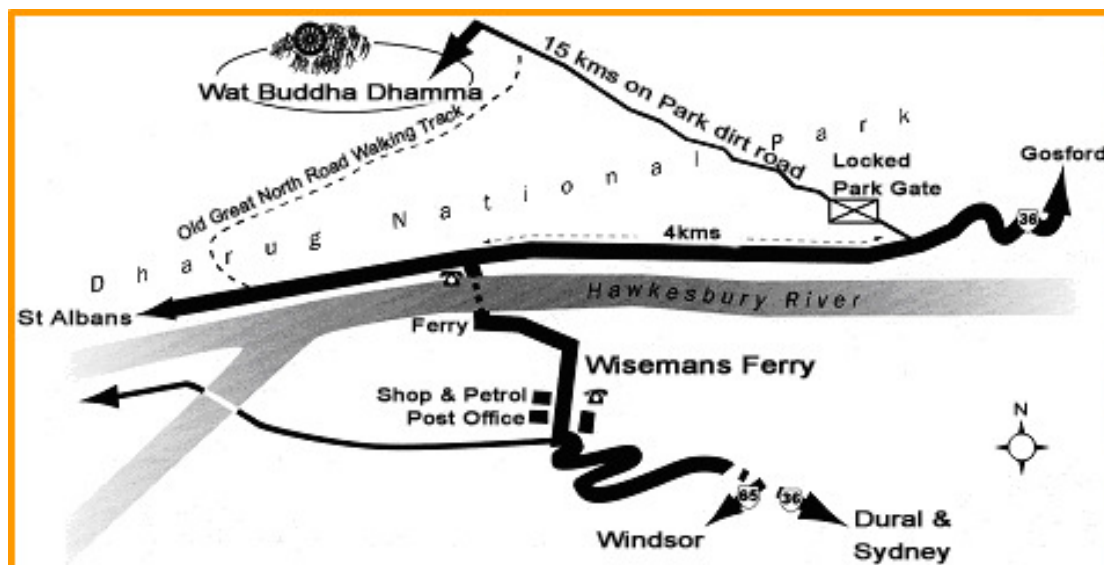 Wat Buddha Dhamma
15 kms on Park dirt road
Old Great North Road Walking Track
Dharug National Park
Locked
Park Gate
Gosford
36
4kms
St Albans
Hawkesbury River
Ferry
Wisemans Ferry
Shop & Petrol
Post Office
N
65
36
Windsor
Dural &
Sydney